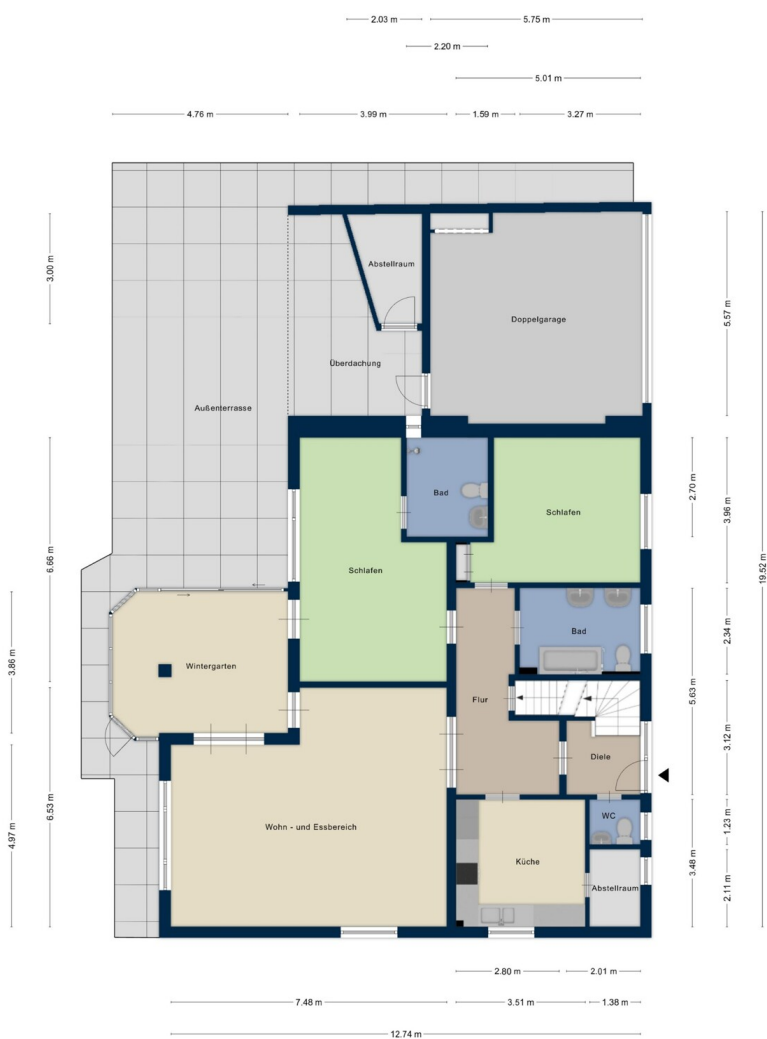 2.03 m
5.75 m
2.20 m
5.01 m
4.76 m
3.99 m
1.59 m
3.27 m
3.00 m
Abstellraum
Doppelgarage
5.57 m
Überdachung
Außenterrasse
19.52 m
6.66 m
Bad
Schlafen
2.70 m
3.96 m
Schlafen
3.86 m
Wintergarten
Bad
2.34 m
5.63 m
Flur
3.12 m
Diele
6.53 m
4.97 m
Wohn - und Essbereich
WC
1.23 m
Küche
3.48 m
Abstellraum
2.11 m
2.80 m
2.01 m
7.48 m
3.51 m
1.38 m
12.74 m